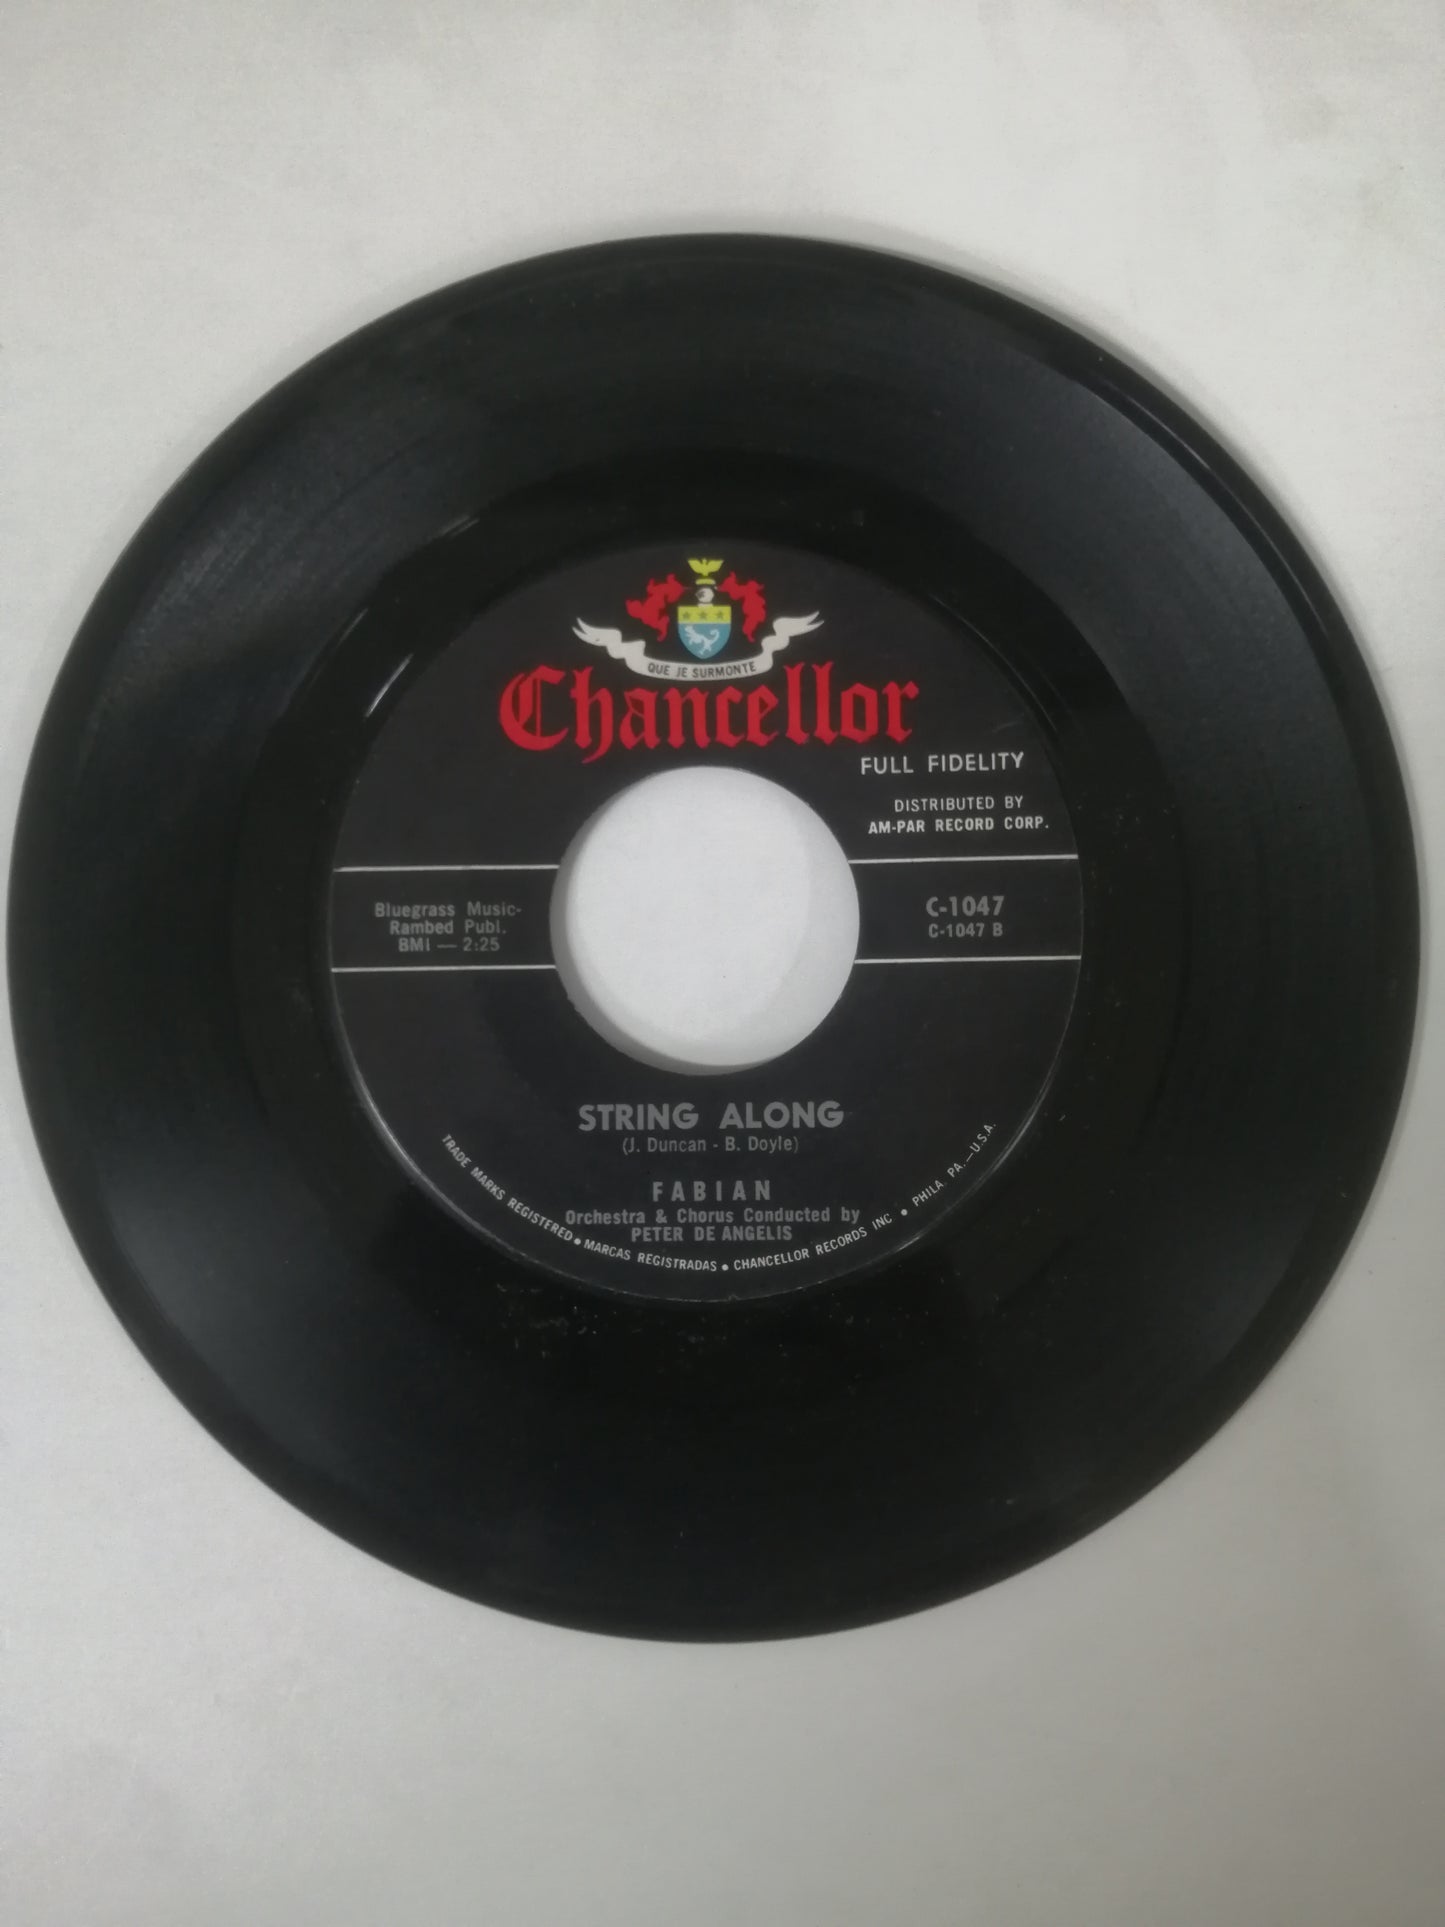 QUE JE SURMONTE
Chancellor
FULL FIDELITY
DISTRIBUTED BY
AM-PAR RECORD CORP.
Bluegrass Music-
Rambed Publ.
BMI — 2:25
C-1047
C-1047 B
STRING ALONG
(J. Duncan - B. Doyle)
FABIAN
Orchestra & Chorus Conducted by
PETER DE ANGELIS
TRADE MARKS REGISTERED • MARCAS REGISTRADAS • CHANCELLOR RECORDS INC • PHILA. PA.—U.S.A.